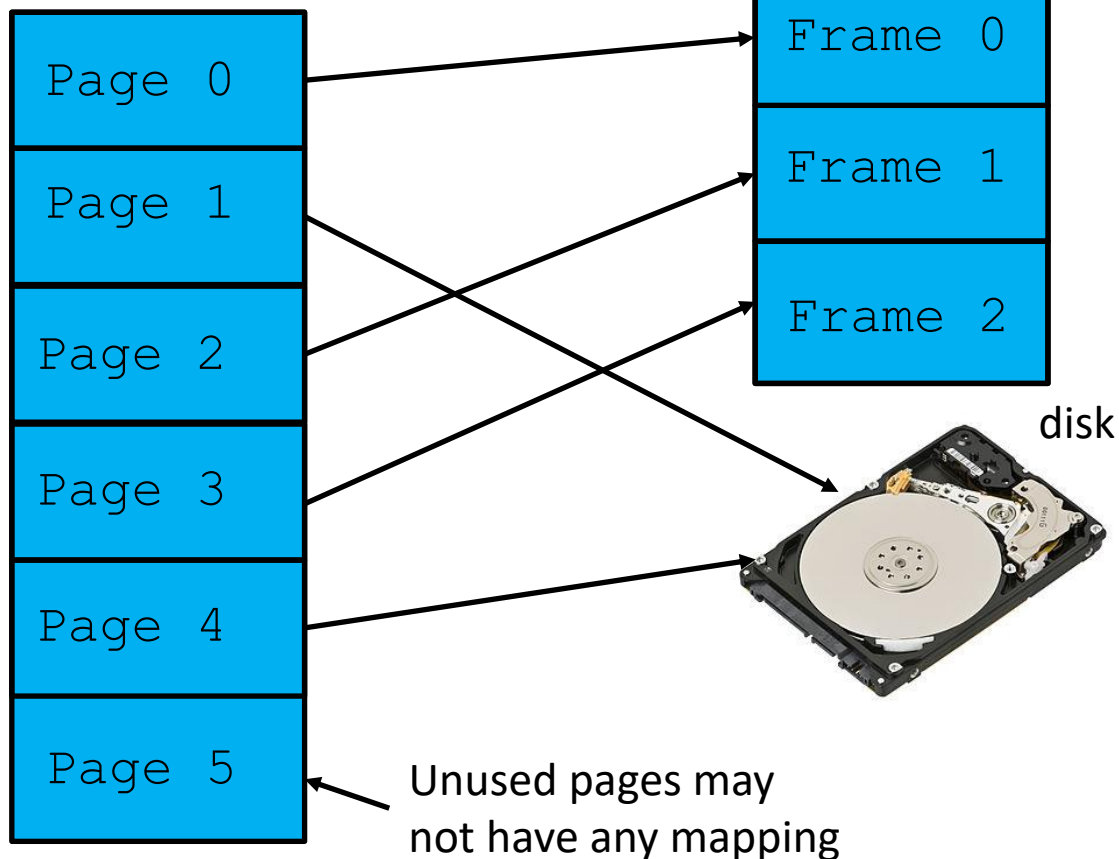 Page 0
Page 1
Page 2
Page 3
Page 4
Page 5
Frame 0
Frame 1
Frame 2
disk
Unused pages may
not have any mapping